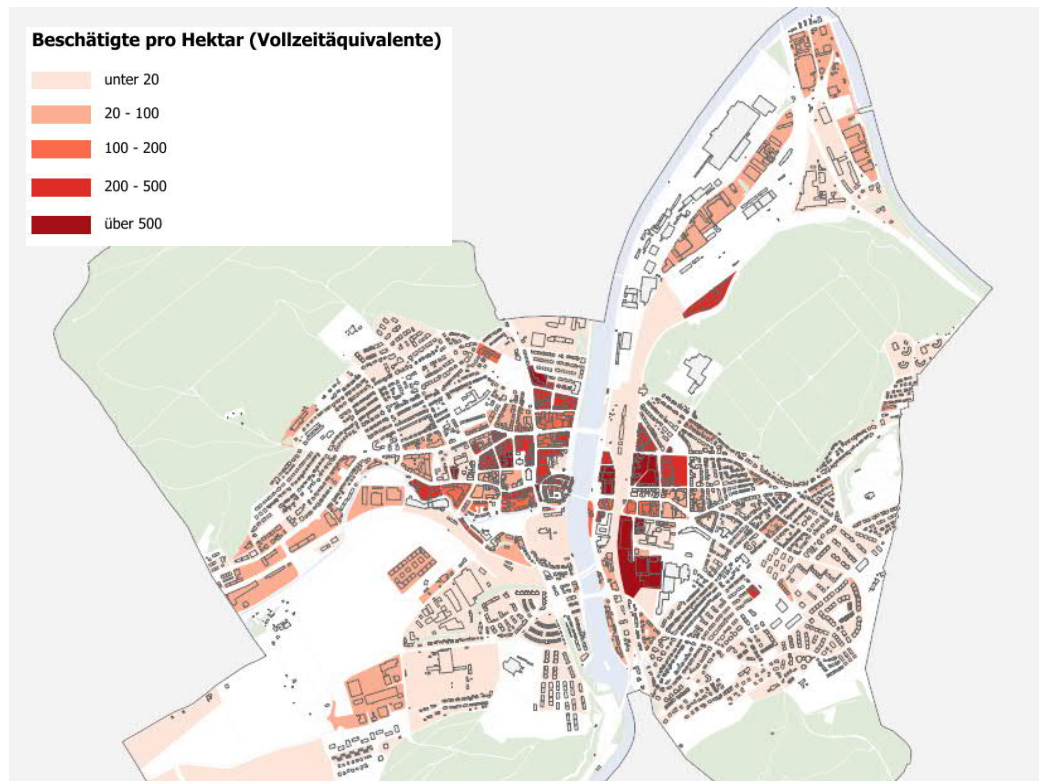 Beschätigte pro Hektar (Vollzeitäquivalente)
unter 20
20 - 100
100 - 200
200 - 500
über 500